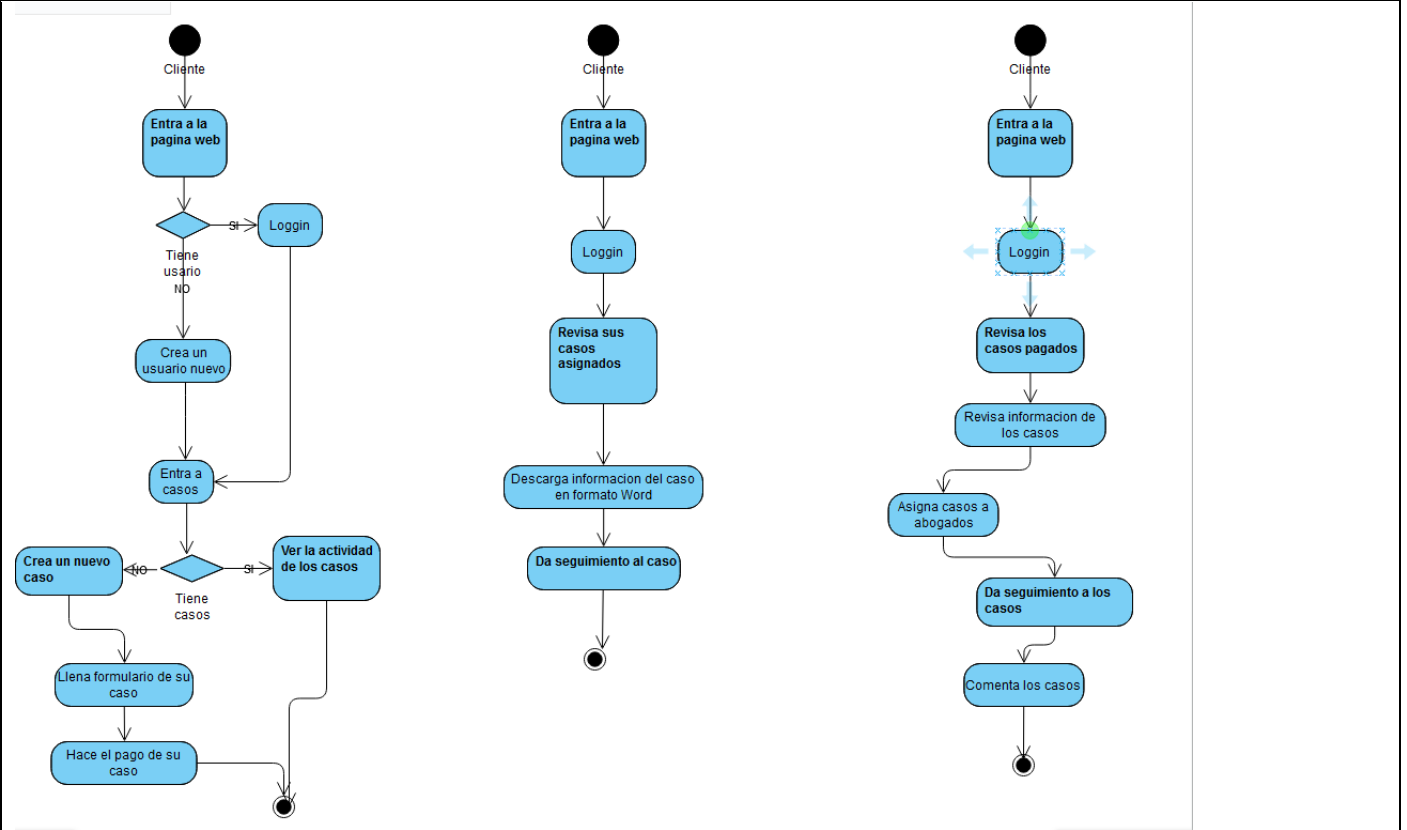 Cliente
Entra a la
pagina web
SI
Loggin
Tiene
usario
NO
Crea un
usuario nuevo
Entra a
casos
Crea un nuevo
caso
NO
SI
Ver la actividad
de los casos
Tiene
casos
Llena formulario de su
caso
Hace el pago de su
caso
Cliente
Entra a la
pagina web
Loggin
Revisa sus
casos
asignados
Descarga informacion del caso
en formato Word
Da seguimiento al caso
Cliente
Entra a la
pagina web
Loggin
Revisa los
casos pagados
Revisa informacion de
los casos
Asigna casos a
abogados
Da seguimiento a los
casos
Comenta los casos